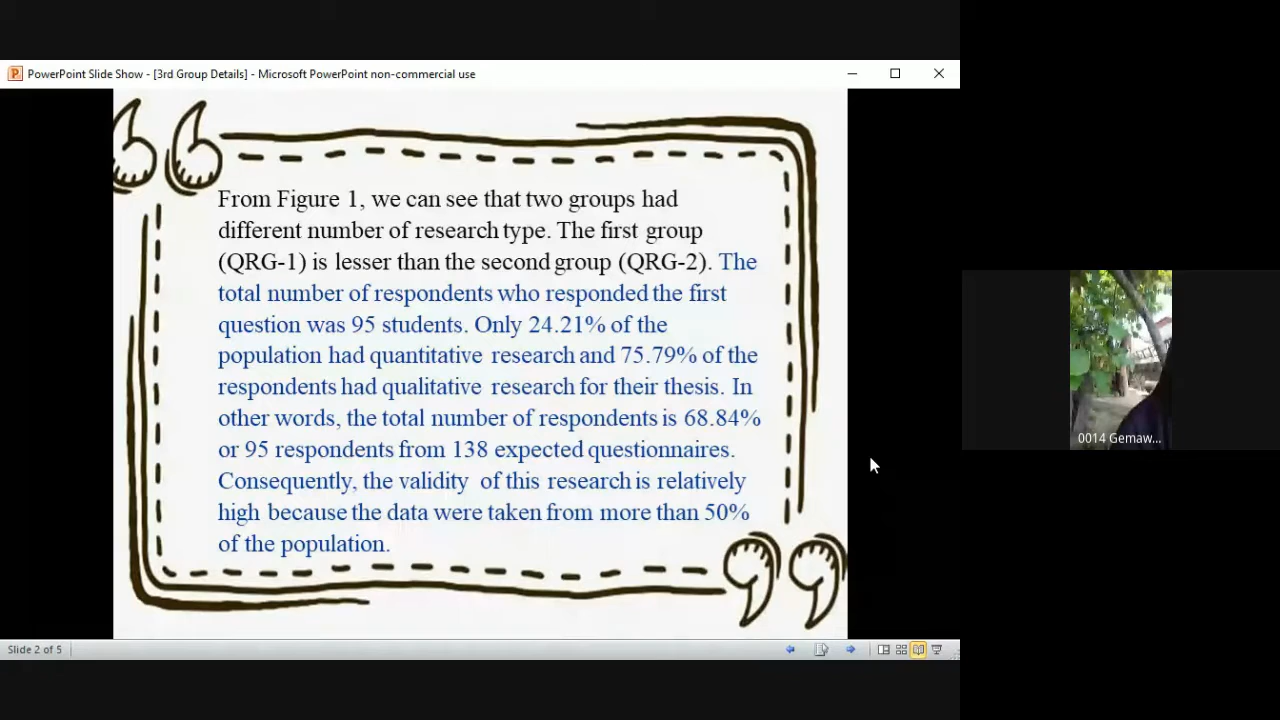 PowerPoint Slide Show - [3rd Group Details] - Microsoft PowerPoint non-commercial use
From Figure 1, we can see that two groups had
different number of research type. The first group
(QRG-1) is lesser than the second group (QRG-2). The
total number of respondents who responded the first
question was 95 students. Only 24.21% of the
population had quantitative research and 75.79% of the
respondents had qualitative research for their thesis. In
other words, the total number of respondents is 68.84%
or 95 respondents from 138 expected questionnaires.
Consequently, the validity of this research is relatively
high because the data were taken from more than 50%
of the population.
0014 Gemaw...
Slide 2 of 5